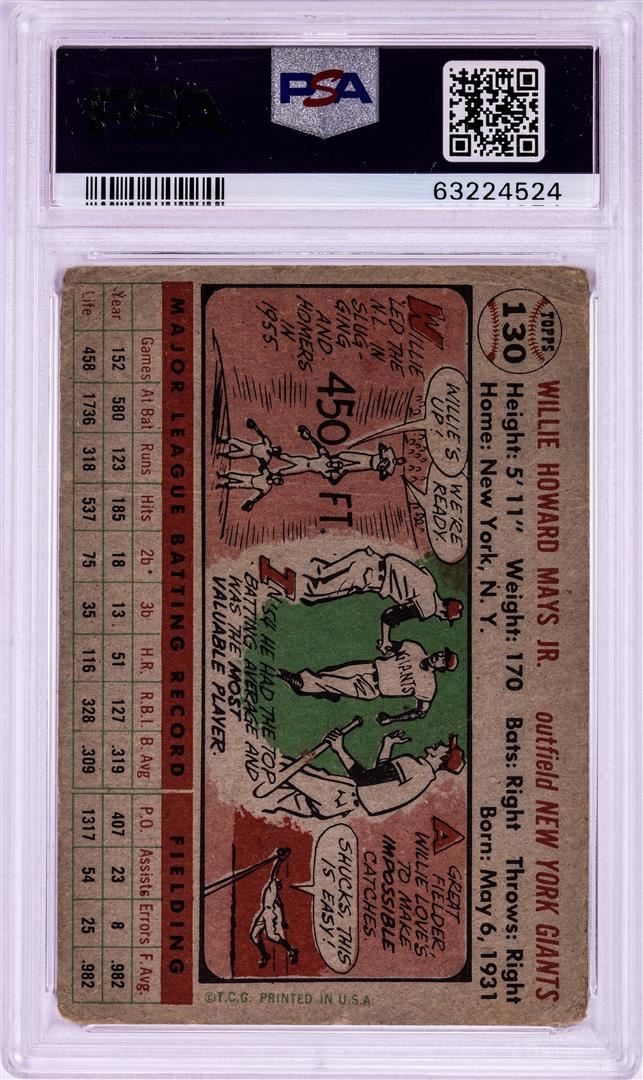 PSA
PSA
63224524
TOPPS
130
WILLIE HOWARD MAYS JR. outfield NEW YORK GIANTS
Height: 5' 11" Weight: 170 Bats: Right Throws: Right
Home: New York, N. Y. Born: May 6, 1931
WILLIE
LED THE
N.L. IN
SLUG-
GING
AND
HOMERS
IN
1955.
WILLIE'S
UP!
WE'RE
READY.
450 FT.
IN '54 HE HAD THE TOP
BATTING AVERAGE AND
WAS THE MOST
VALUABLE PLAYER.
GIANTS
A GREAT
FIELDER,
WILLIE LOVES
TO MAKE
IMPOSSIBLE
CATCHES.
SHUCKS, THIS
IS EASY!
©T.C.G. PRINTED IN U.S.A.
MAJOR LEAGUE BATTING RECORD FIELDING
Games At Bat Runs Hits 2b 3b H.R. R.B.I. B. Avg P.O. Assists Errors F. Avg.
Year 152 580 123 185 18 13 51 127 .319 407 23 8 .982
Life 458 1736 318 537 75 35 116 328 .309 1317 54 25 .982